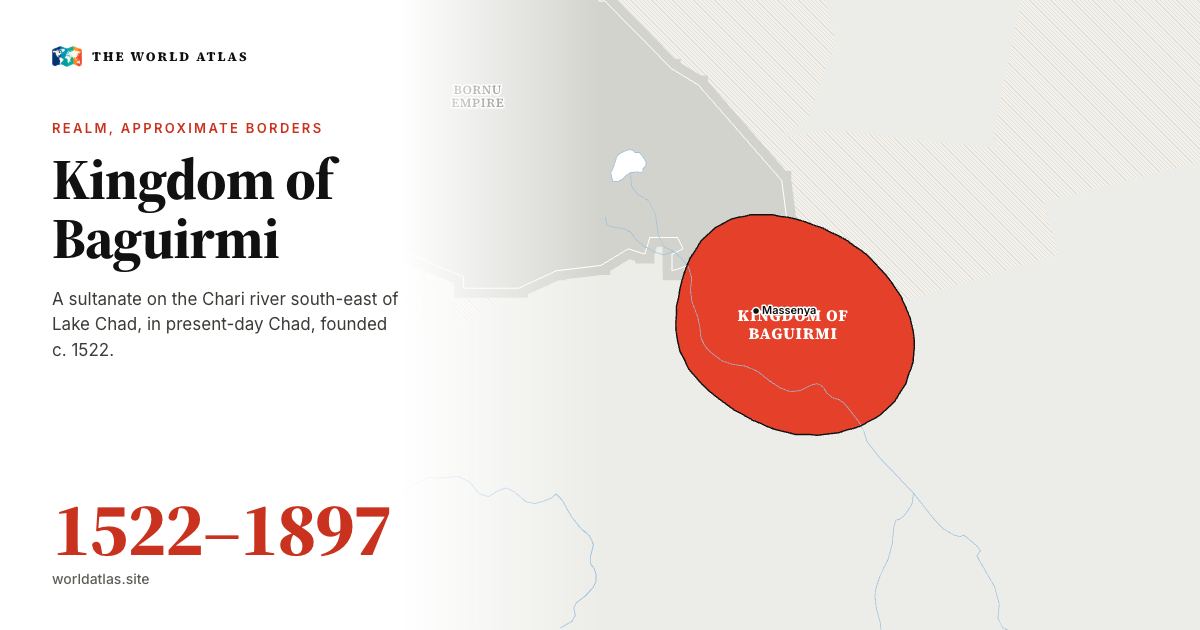 THE WORLD ATLAS
REALM, APPROXIMATE BORDERS
Kingdom of
Baguirmi
A sultanate on the Chari river south-east of
Lake Chad, in present-day Chad, founded
c. 1522.
1522–1897
worldatlas.site
BORNU
EMPIRE
Massenya
KINGDOM OF
BAGUIRMI